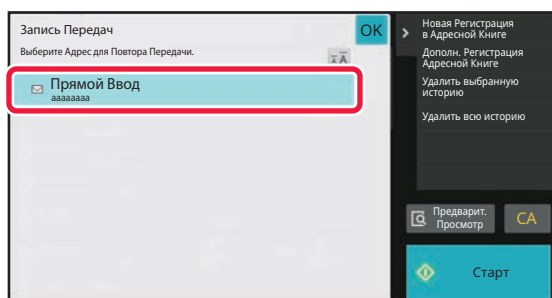 Запись Передач
OK
Выберите Адрес для Повтора Передачи.
Прямой Ввод
aaaaaaaa
Новая Регистрация
в Адресной Книге
Дополн. Регистрация
Адресной Книге
Удалить выбранную
историю
Удалить всю историю
Предварит.
Просмотр
CA
Старт